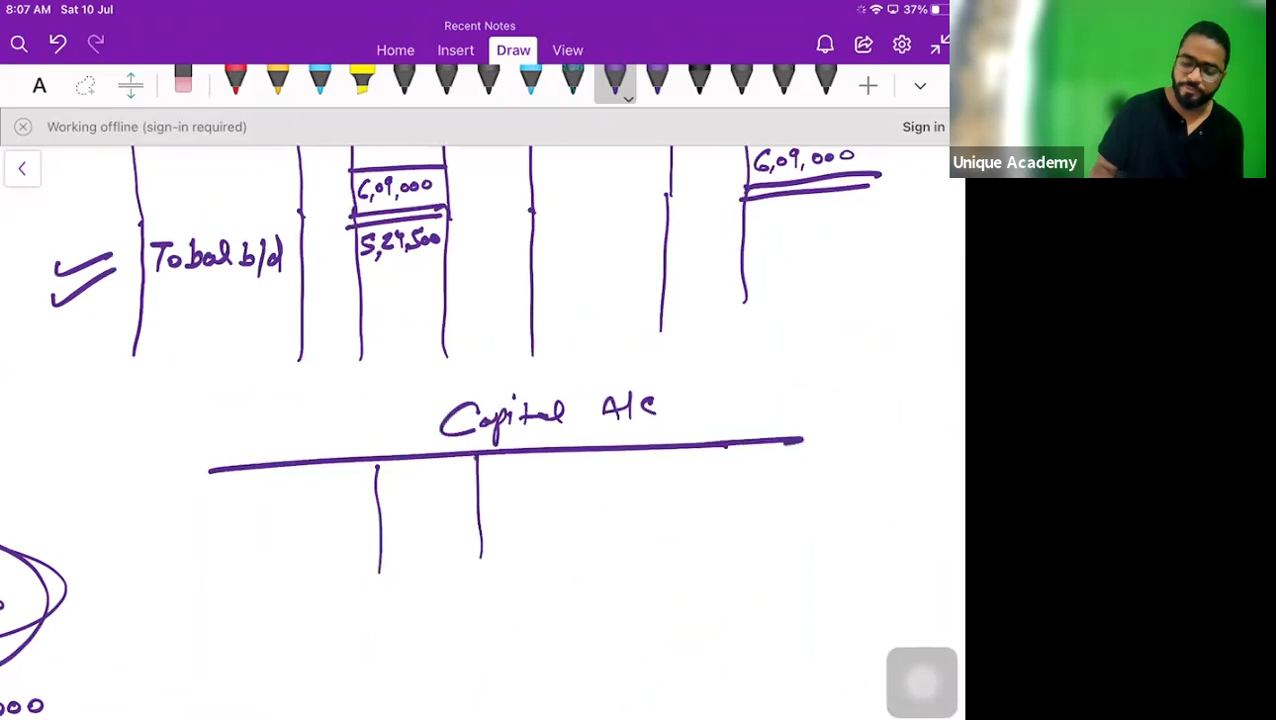 8:07 AM Sat 10 Jul
37%
Recent Notes
Home Insert Draw View
A
Working offline (sign-in required)
Sign in
Unique Academy
6,09,000
6,09,000
To bal b/d
5,24,500
Capital A/c
000